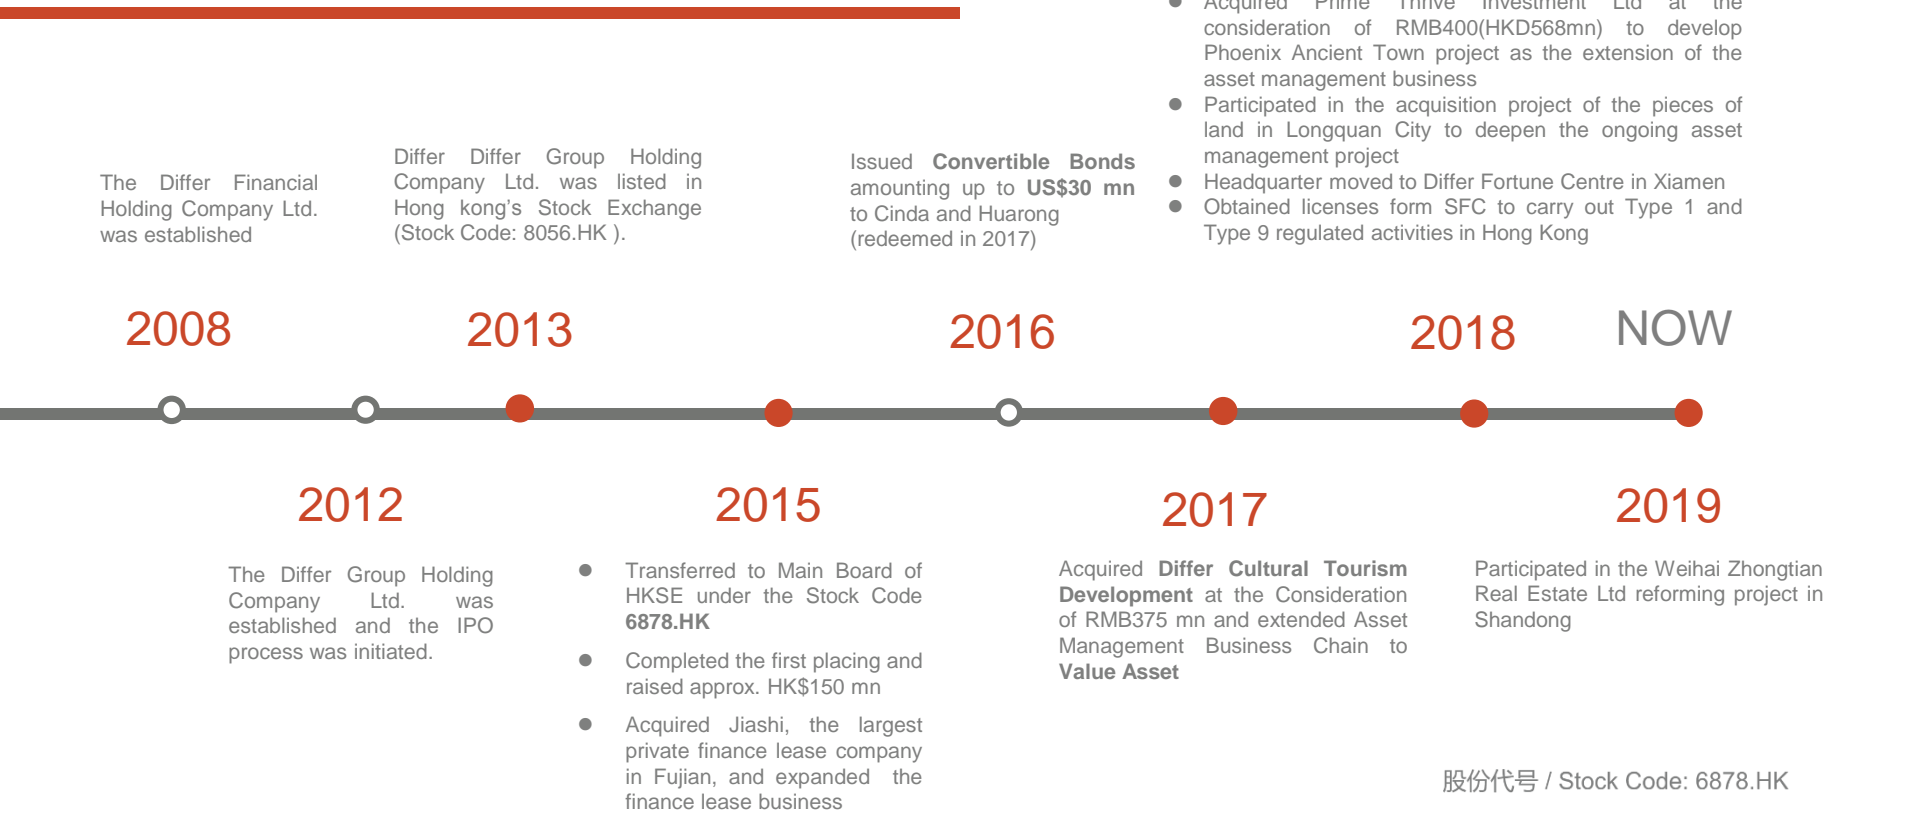 Acquired Prime Thrive Investment Ltd at the
consideration of RMB400(HKD568mn) to develop
Phoenix Ancient Town project as the extension of the
asset management business
Participated in the acquisition project of the pieces of
land in Longquan City to deepen the ongoing asset
management project
Headquarter moved to Differ Fortune Centre in Xiamen
Obtained licenses form SFC to carry out Type 1 and
Type 9 regulated activities in Hong Kong
The Differ Financial
Holding Company Ltd.
was established
Differ Differ Group Holding
Company Ltd. was listed in
Hong kong's Stock Exchange
(Stock Code: 8056.HK ).
Issued Convertible Bonds
amounting up to US$30 mn
to Cinda and Huarong
(redeemed in 2017)
2008
2013
2016
2018
NOW
2012
2015
2017
2019
The Differ Group Holding
Company Ltd. was
established and the IPO
process was initiated.
Transferred to Main Board of
HKSE under the Stock Code
6878.HK
Completed the first placing and
raised approx. HK$150 mn
Acquired Jiashi, the largest
private finance lease company
in Fujian, and expanded the
finance lease business
Acquired Differ Cultural Tourism
Development at the Consideration
of RMB375 mn and extended Asset
Management Business Chain to
Value Asset
Participated in the Weihai Zhongtian
Real Estate Ltd reforming project in
Shandong
股份代号 / Stock Code: 6878.HK